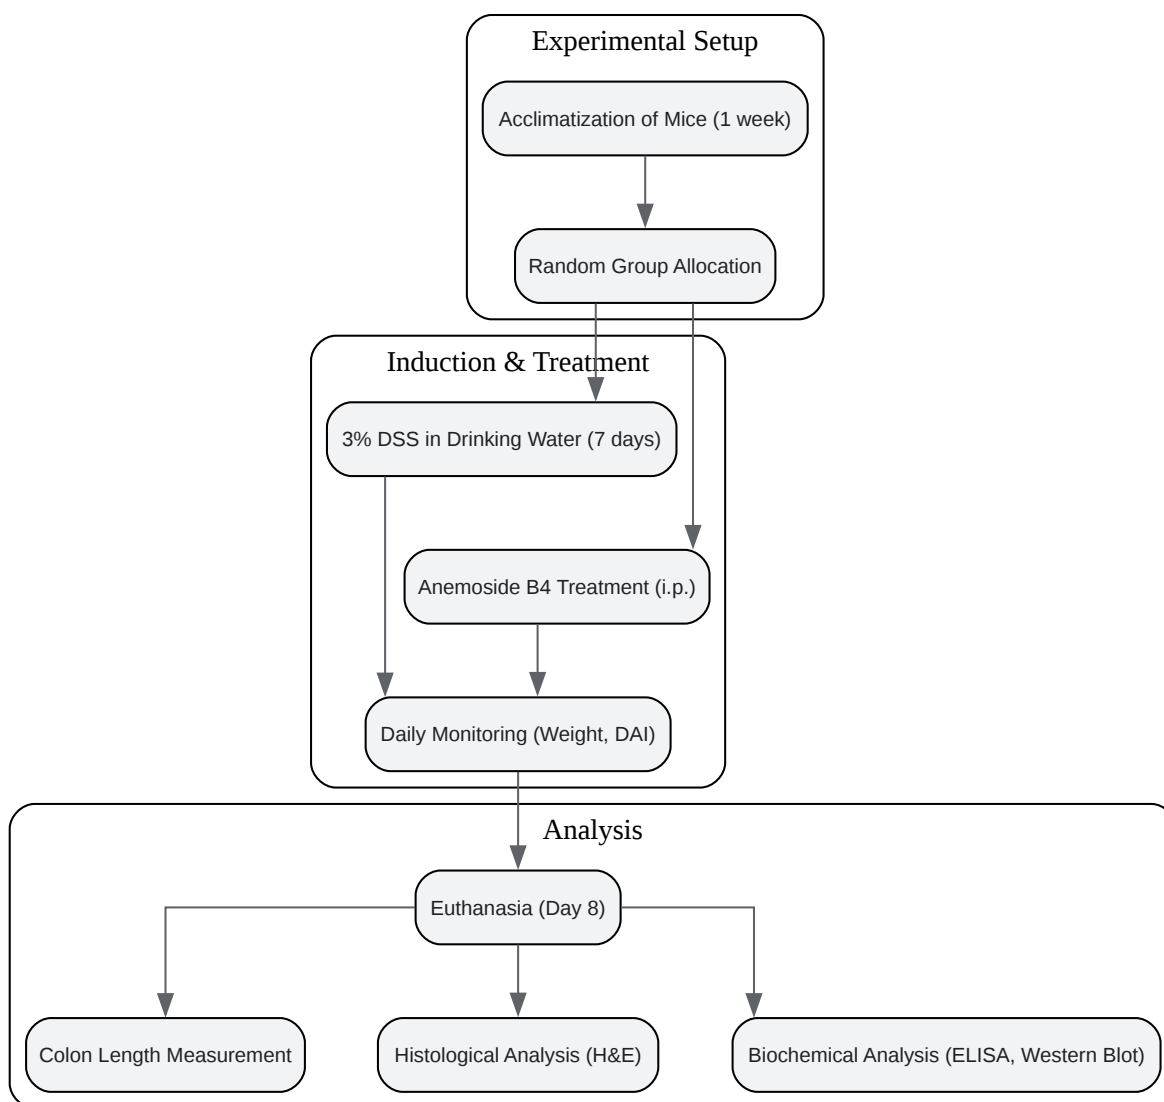 Experimental Setup
Acclimatization of Mice (1 week)
Random Group Allocation
Induction & Treatment
3% DSS in Drinking Water (7 days)
Anemoside B4 Treatment (i.p.)
Daily Monitoring (Weight, DAI)
Analysis
Euthanasia (Day 8)
Colon Length Measurement
Histological Analysis (H&E)
Biochemical Analysis (ELISA, Western Blot)